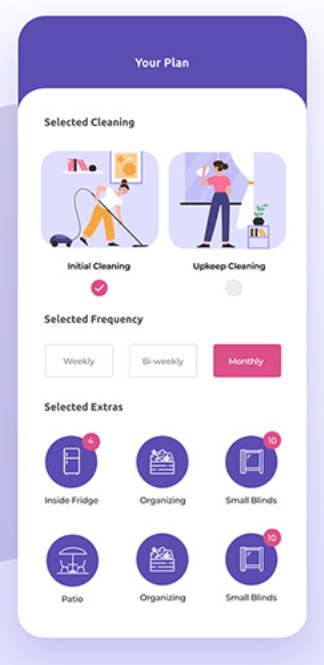 Your Plan
Selected Cleaning
Initial Cleaning
Upkeep Cleaning
Selected Frequency
Weekly
Bi-weekly
Monthly
Selected Extras
4
10
Inside Fridge
Organizing
Small Blinds
10
Patio
Organizing
Small Blinds